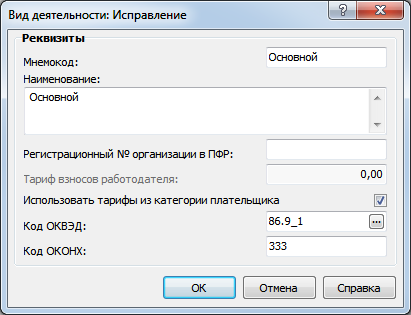 Вид деятельности: Исправление
Реквизиты
Мнемокод: Основной
Наименование:
Основной
Регистрационный № организации в ПФР:
Тариф взносов работодателя: 0,00
Использовать тарифы из категории плательщика
Код ОКВЭД: 86.9_1 ...
Код ОКОНХ: 333
ОК Отмена Справка